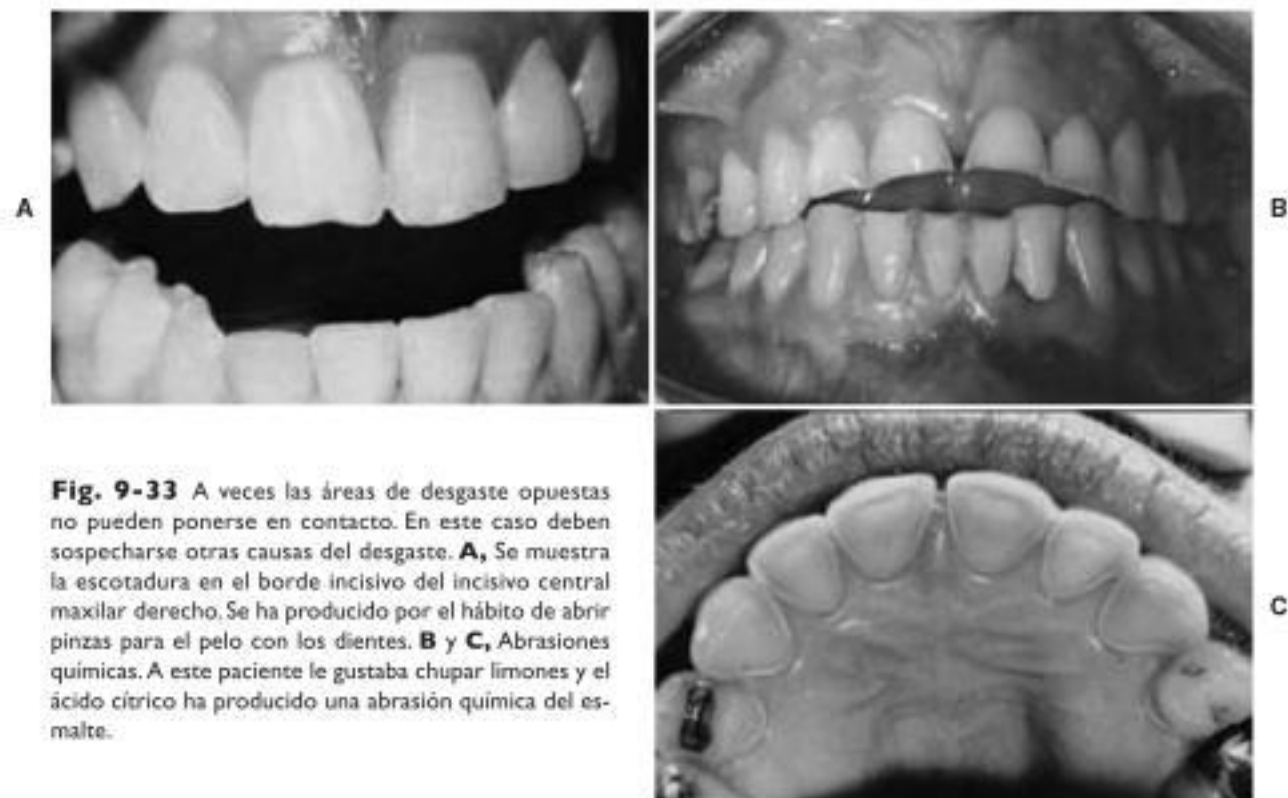 A
B
C
Fig. 9-33 A veces las áreas de desgaste opuestas
no pueden ponerse en contacto. En este caso deben
sospecharse otras causas del desgaste. A, Se muestra
la escotadura en el borde incisivo del incisivo central
maxilar derecho. Se ha producido por el hábito de abrir
pinzas para el pelo con los dientes. B y C, Abrasiones
químicas. A este paciente le gustaba chupar limones y el
ácido cítrico ha producido una abrasión química del es-
malte.